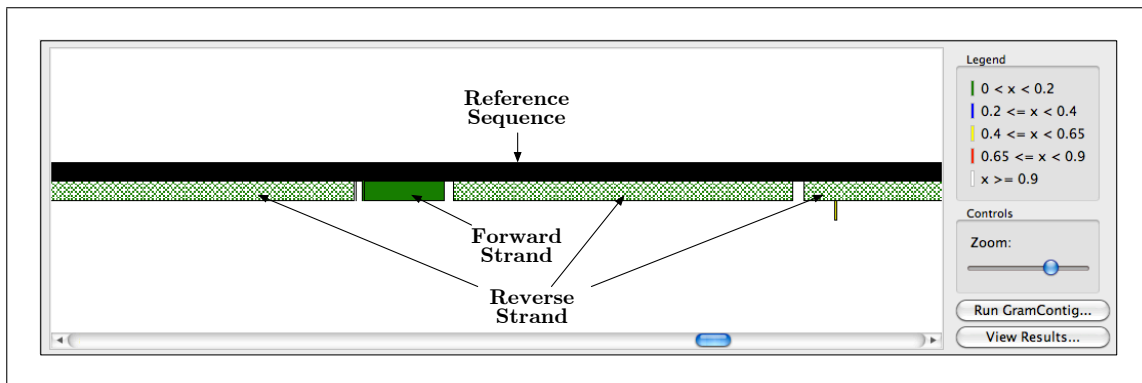 Reference
Sequence
Forward
Strand
Reverse
Strand
Legend
0 < x < 0.2
0.2 <= x < 0.4
0.4 <= x < 0.65
0.65 <= x < 0.9
x >= 0.9
Controls
Zoom:
Run GramContig...
View Results...